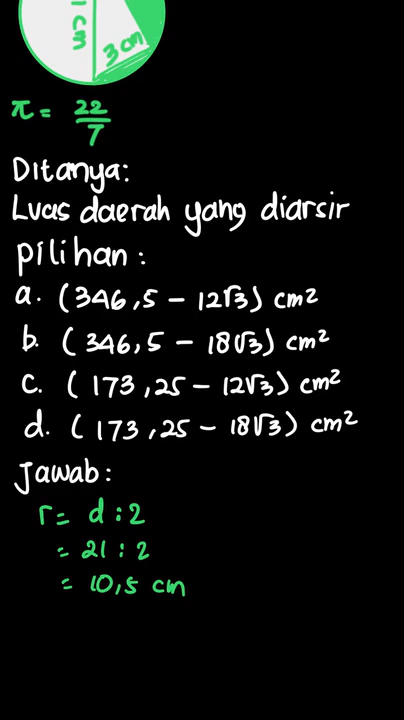 1 cm
3 cm
π = 22/7
Ditanya:
Luas daerah yang diarsir
pilihan :
a. (346,5 – 12√3) cm²
b. (346,5 – 18√3) cm²
c. (173,25 – 12√3) cm²
d. (173,25 – 18√3) cm²
Jawab :
r = d : 2
= 21 : 2
= 10,5 cm